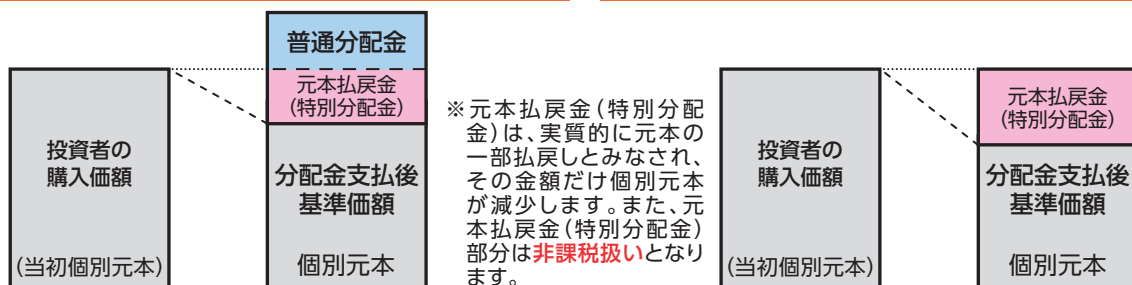 普通分配金
元本払戻金
(特別分配金)
投資者の
購入価額
(当初個別元本)
分配金支払後
基準価額
個別元本
※元本払戻金(特別分配
金)は、実質的に元本の
一部払戻しとみなされ、
その金額だけ個別元本
が減少します。また、元
本払戻金(特別分配金)
部分は非課税扱いとなり
ます。
投資者の
購入価額
(当初個別元本)
元本払戻金
(特別分配金)
分配金支払後
基準価額
個別元本